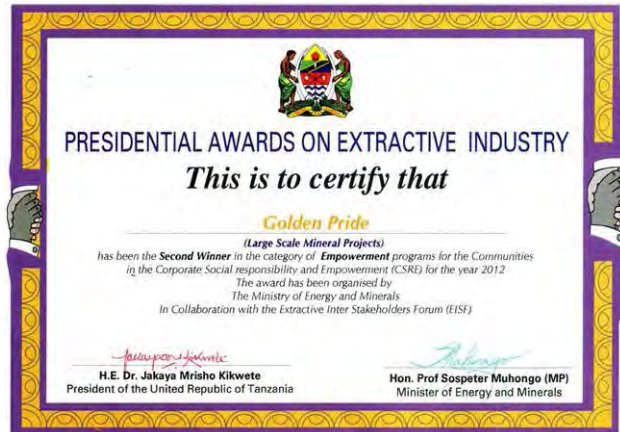 PRESIDENTIAL AWARDS ON EXTRACTIVE INDUSTRY
This is to certify that
Golden Pride
(Large Scale Mineral Projects)
has been the Second Winner in the category of Empowerment programs for the Communities
in the Corporate Social responsibility and Empowerment (CSRE) for the year 2012
The award has been organised by
The Ministry of Energy and Minerals
In Collaboration with the Extractive Inter Stakeholders Forum (EISF)
H.E. Dr. Jakaya Mrisho Kikwete
President of the United Republic of Tanzania
Hon. Prof Sospeter Muhongo (MP)
Minister of Energy and Minerals